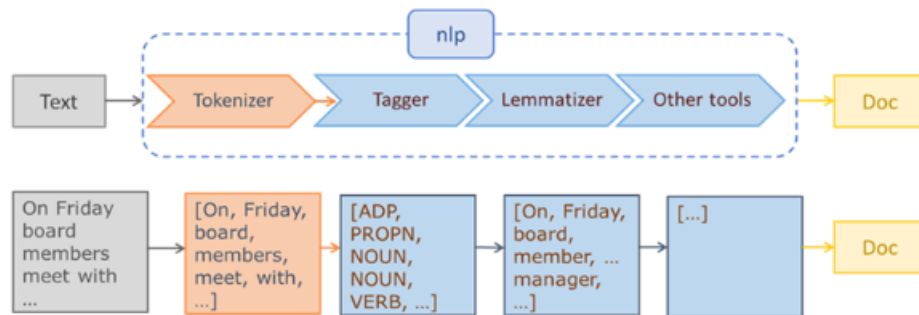 nlp
Text
Tokenizer
Tagger
Lemmatizer
Other tools
Doc
On Friday
board
members
meet with
...
[On, Friday,
board,
members,
meet, with,
...]
[ADP,
PROPN,
NOUN,
NOUN,
VERB, ...]
[On, Friday,
board,
member, ...
manager,
...]
[...]
Doc